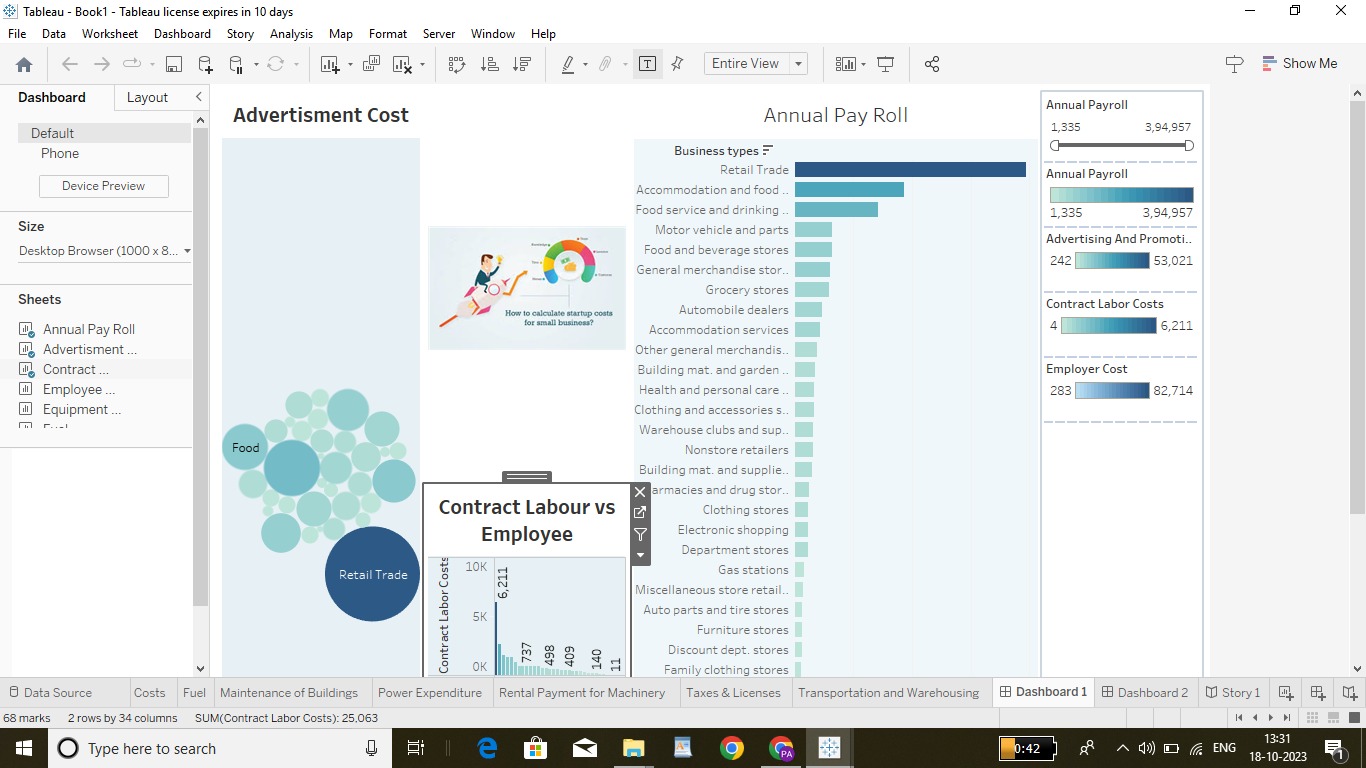 Tableau - Book1 - Tableau license expires in 10 days
File Data Worksheet Dashboard Story Analysis Map Format Server Window Help
Entire View
Show Me
Dashboard Layout
Default
Phone
Device Preview
Size
Desktop Browser (1000 x 8...
Sheets
Annual Pay Roll
Advertisment ...
Contract ...
Employee ...
Equipment ...
Advertisment Cost
Food
Retail Trade
How to calculate startup costs
for small business?
Contract Labour vs
Employee
Contract Labor Costs
10K
5K
0K
6,211
737
498
409
140
11
Annual Pay Roll
Business types
Retail Trade
Accommodation and food ..
Food service and drinking ..
Motor vehicle and parts
Food and beverage stores
General merchandise stor..
Grocery stores
Automobile dealers
Accommodation services
Other general merchandis..
Building mat. and garden ..
Health and personal care ..
Clothing and accessories s..
Warehouse clubs and sup..
Nonstore retailers
Building mat. and supplie..
armacies and drug stor..
Clothing stores
Electronic shopping
Department stores
Gas stations
Miscellaneous store retail..
Auto parts and tire stores
Furniture stores
Discount dept. stores
Family clothing stores
Annual Payroll
1,335 3,94,957
Annual Payroll
1,335 3,94,957
Advertising And Promoti..
242 53,021
Contract Labor Costs
4 6,211
Employer Cost
283 82,714
Data Source Costs Fuel Maintenance of Buildings Power Expenditure Rental Payment for Machinery Taxes & Licenses Transportation and Warehousing Dashboard 1 Dashboard 2 Story 1
68 marks 2 rows by 34 columns SUM(Contract Labor Costs): 25,063
Type here to search
PA
0:42
ENG
13:31
18-10-2023
1